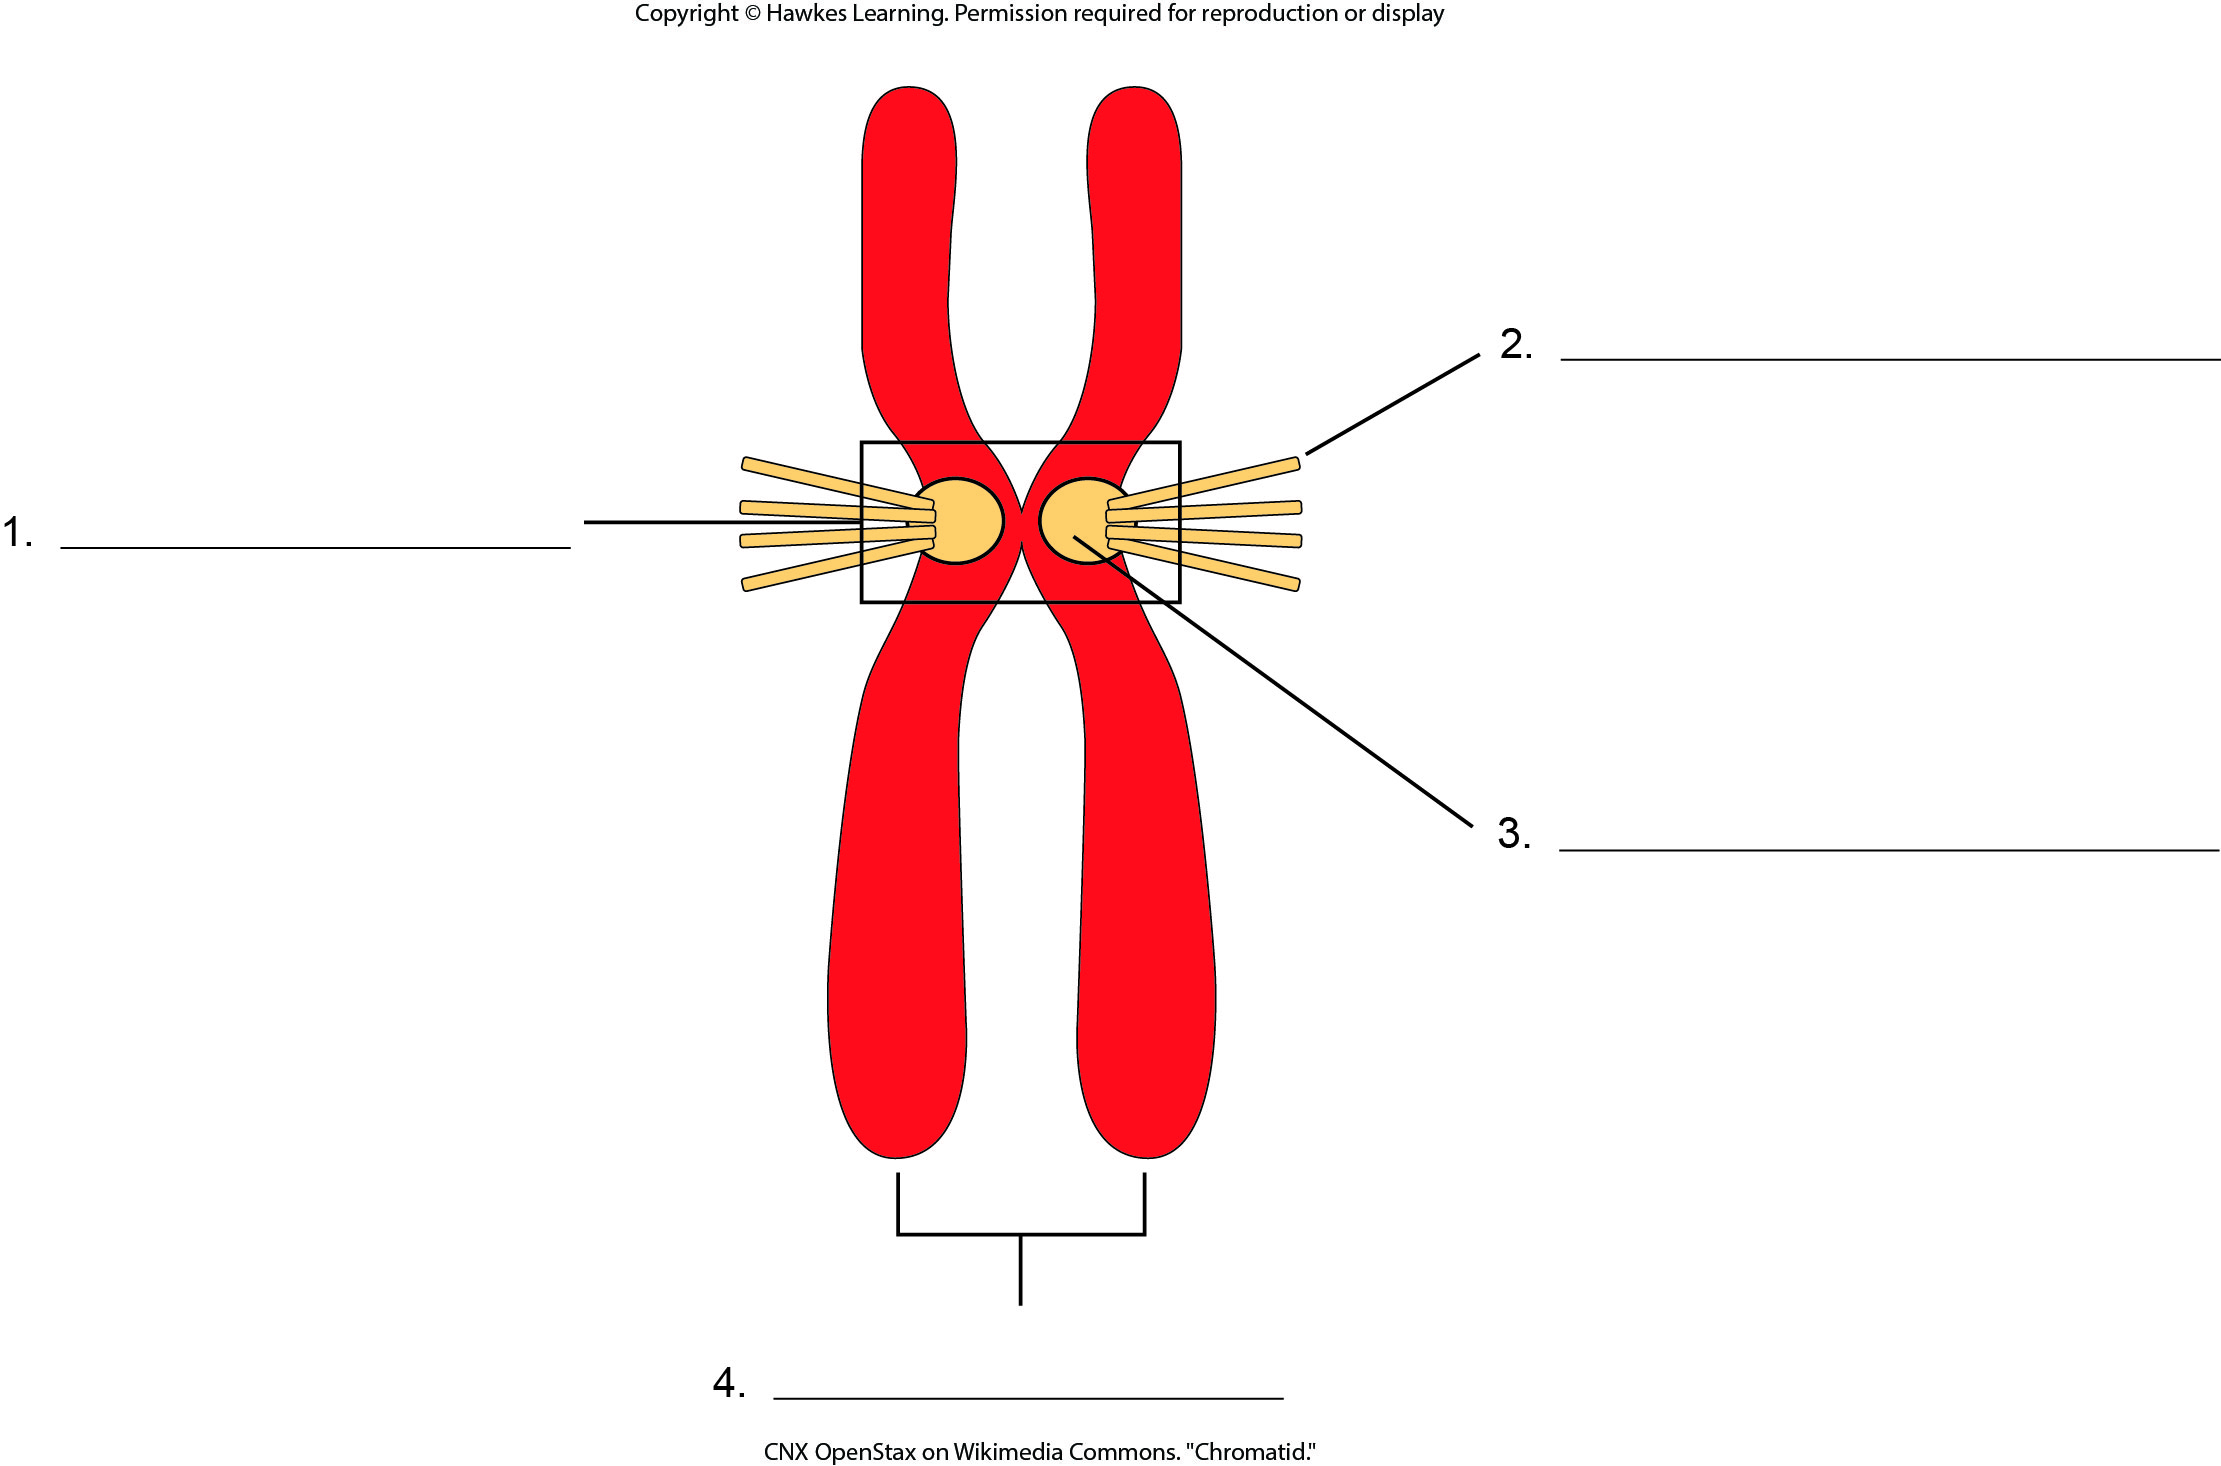 Copyright © Hawkes Learning. Permission required for reproduction or display
2.
1.
3.
4.
CNX OpenStax on Wikimedia Commons. "Chromatid."